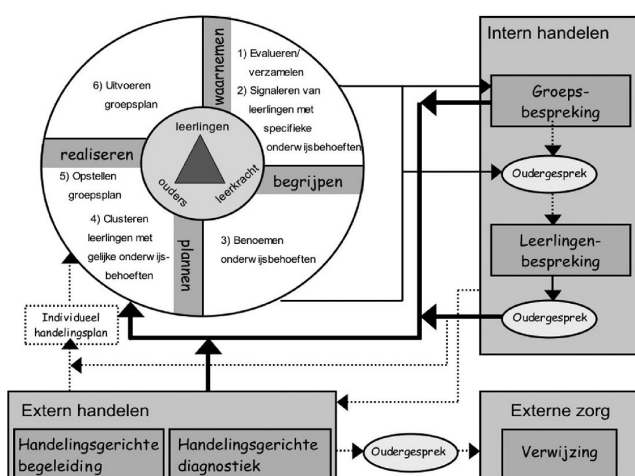 waarnemen
1) Evalueren/
verzamelen
2) Signaleren van
leerlingen met
specifieke
onderwijsbehoeften
begrijpen
3) Benoemen
onderwijsbehoeften
plannen
4) Clusteren
leerlingen met
gelijke onderwijs-
behoeften
5) Opstellen
groepsplan
realiseren
6) Uitvoeren
groepsplan
leerlingen
ouders
leerkracht
Intern handelen
Groeps-
bespreking
Oudergesprek
Leerlingen-
bespreking
Oudergesprek
Individueel
handelingsplan
Extern handelen
Handelingsgerichte
begeleiding
Handelingsgerichte
diagnostiek
Oudergesprek
Externe zorg
Verwijzing